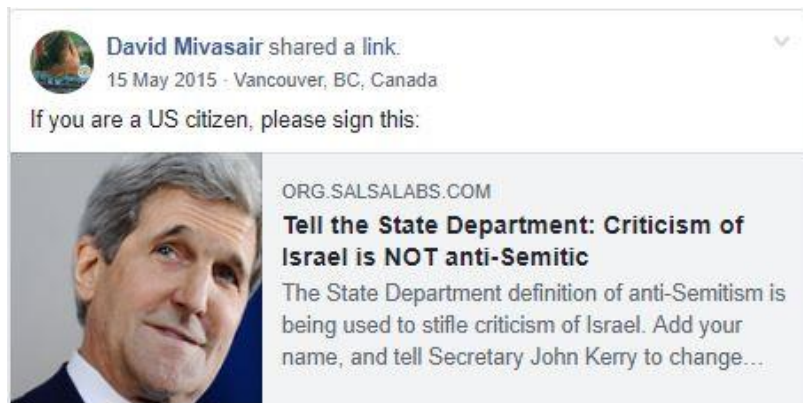 David Mivasair shared a link.
15 May 2015 · Vancouver, BC, Canada
If you are a US citizen, please sign this:
ORG.SALSALABS.COM
Tell the State Department: Criticism of
Israel is NOT anti-Semitic
The State Department definition of anti-Semitism is
being used to stifle criticism of Israel. Add your
name, and tell Secretary John Kerry to change...